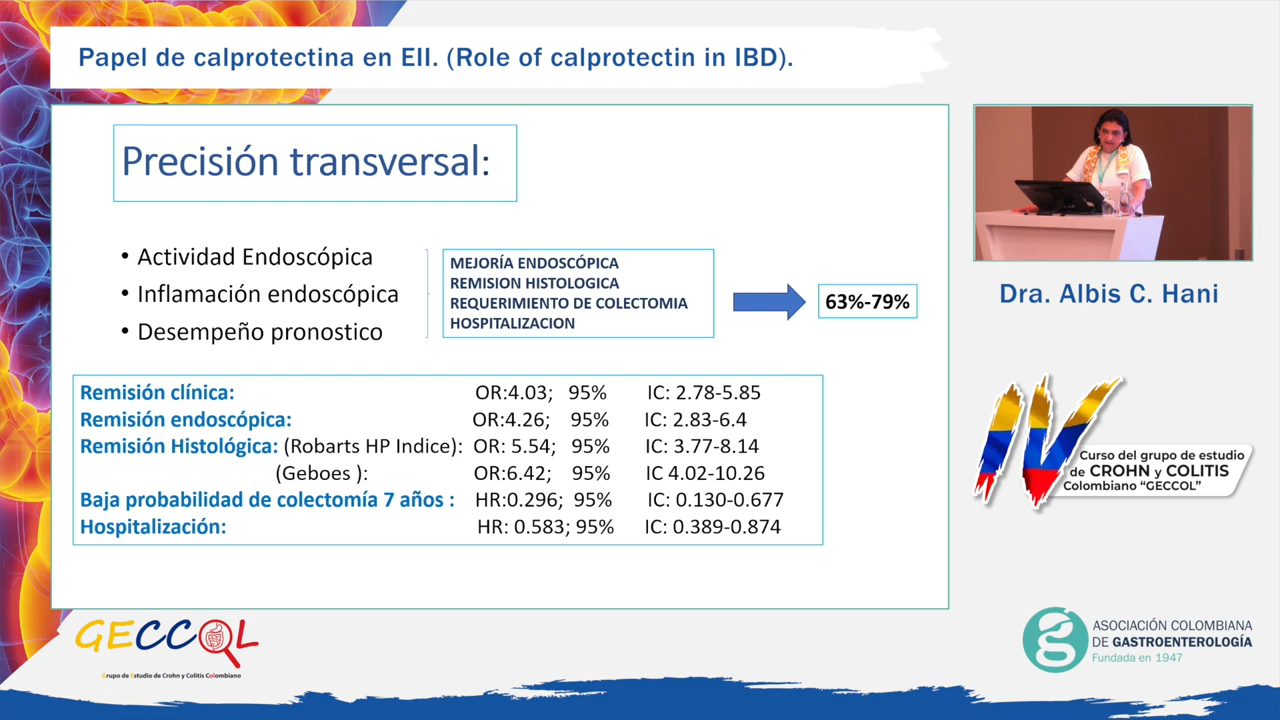 Papel de calprotectina en EII. (Role of calprotectin in IBD).
Precisión transversal:
• Actividad Endoscópica
• Inflamación endoscópica
• Desempeño pronostico
MEJORÍA ENDOSCÓPICA
REMISION HISTOLOGICA
REQUERIMIENTO DE COLECTOMIA
HOSPITALIZACION
63%-79%
Remisión clínica: OR:4.03; 95% IC: 2.78-5.85
Remisión endoscópica: OR:4.26; 95% IC: 2.83-6.4
Remisión Histológica: (Robarts HP Indice): OR: 5.54; 95% IC: 3.77-8.14
(Geboes ): OR:6.42; 95% IC 4.02-10.26
Baja probabilidad de colectomía 7 años : HR:0.296; 95% IC: 0.130-0.677
Hospitalización: HR: 0.583; 95% IC: 0.389-0.874
Dra. Albis C. Hani
IV
Curso del grupo de estudio
de CROHN y COLITIS
Colombiano “GECCOL”
GECCOL
Grupo de Estudio de Crohn y Colitis Colombiano
ASOCIACIÓN COLOMBIANA
DE GASTROENTEROLOGÍA
Fundada en 1947